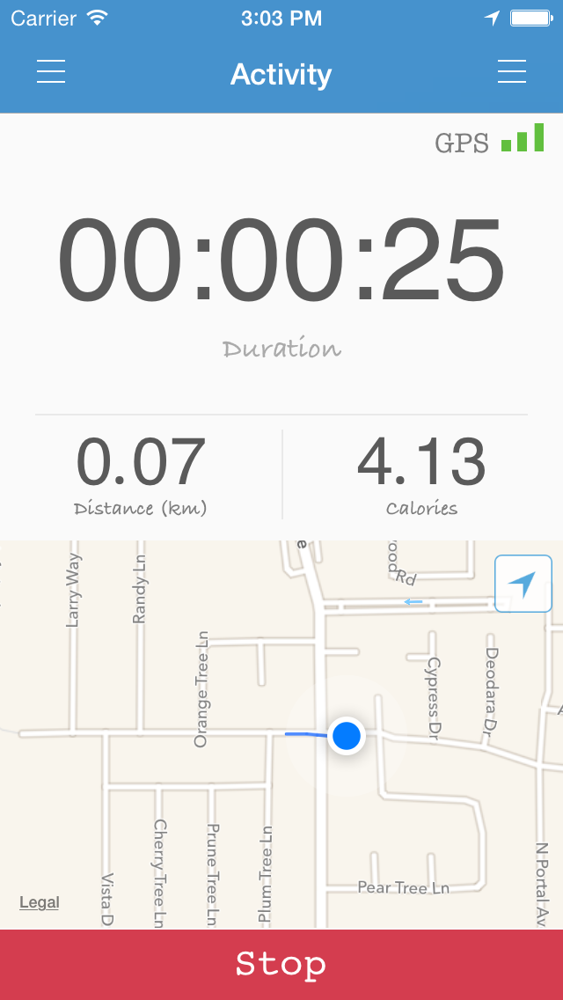 Carrier 3:03 PM
Activity
GPS
00:00:25
Duration
0.07 4.13
Distance (km) Calories
Larry Way
Randy Ln
Rd
Orange Tree Ln
Cypress Dr
Deodara Dr
Cherry Tree Ln
Prune Tree Ln
Plum Tree Ln
Vista D
Pear Tree Ln
N Portal Av
Legal
Stop